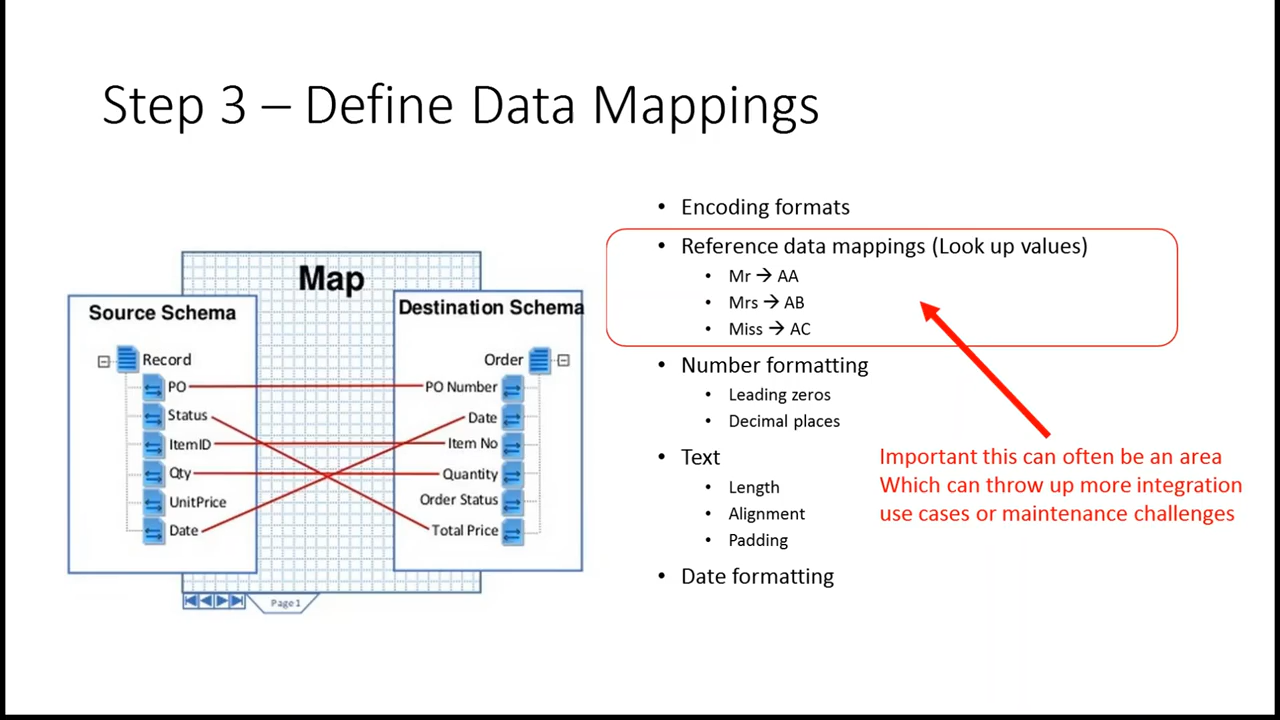 Step 3 – Define Data Mappings
Map
Source Schema
Record
PO
Status
ItemID
Qty
UnitPrice
Date
Destination Schema
Order
PO Number
Date
Item No
Quantity
Order Status
Total Price
Page 1
• Encoding formats
• Reference data mappings (Look up values)
• Mr → AA
• Mrs → AB
• Miss → AC
• Number formatting
• Leading zeros
• Decimal places
• Text
• Length
• Alignment
• Padding
• Date formatting
Important this can often be an area
Which can throw up more integration
use cases or maintenance challenges